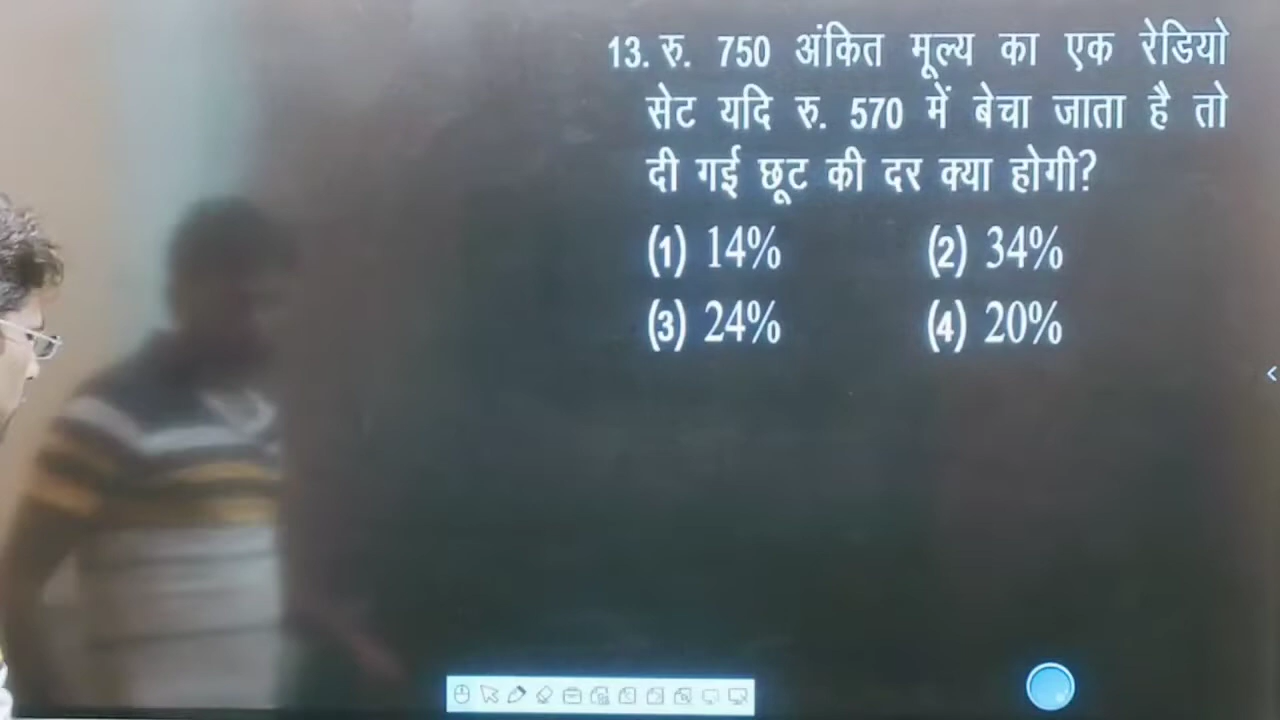 13. रु. 750 अंकित मूल्य का एक रेडियो
सेट यदि रु. 570 में बेचा जाता है तो
दी गई छूट की दर क्या होगी?
(1) 14% (2) 34%
(3) 24% (4) 20%